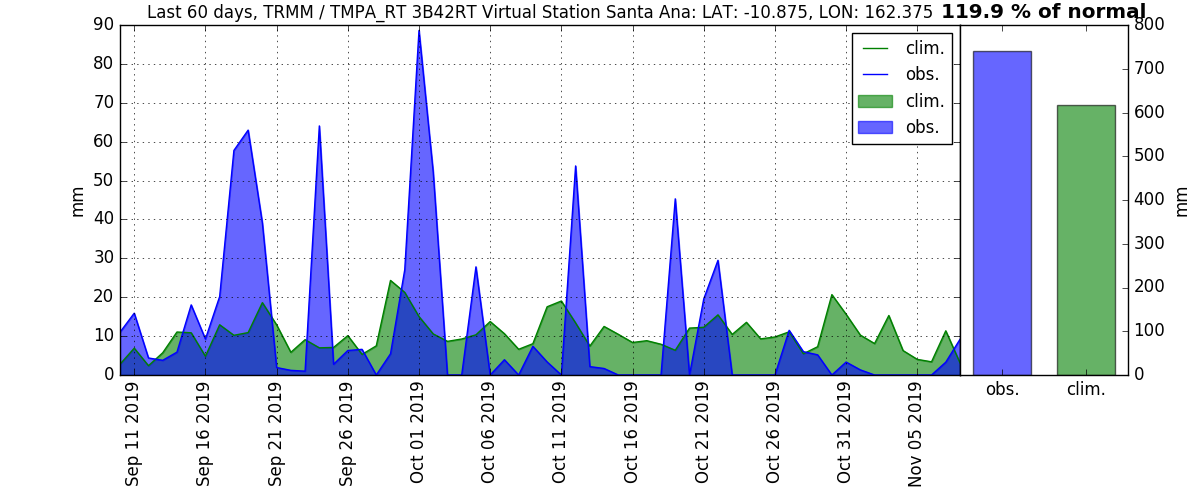 Last 60 days, TRMM / TMPA_RT 3B42RT Virtual Station Santa Ana: LAT: -10.875, LON: 162.375 119.9 % of normal
90
80
70
60
50
40
30
20
10
0
mm
clim.
obs.
clim.
obs.
800
700
600
500
400
300
200
100
0
mm
Sep 11 2019
Sep 16 2019
Sep 21 2019
Sep 26 2019
Oct 01 2019
Oct 06 2019
Oct 11 2019
Oct 16 2019
Oct 21 2019
Oct 26 2019
Oct 31 2019
Nov 05 2019
obs.
clim.